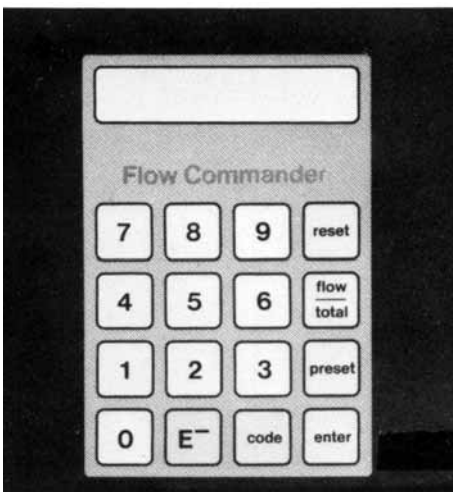 Flow Commander
7 8 9 reset
4 5 6 flow
total
1 2 3 preset
0 E⁻ code enter